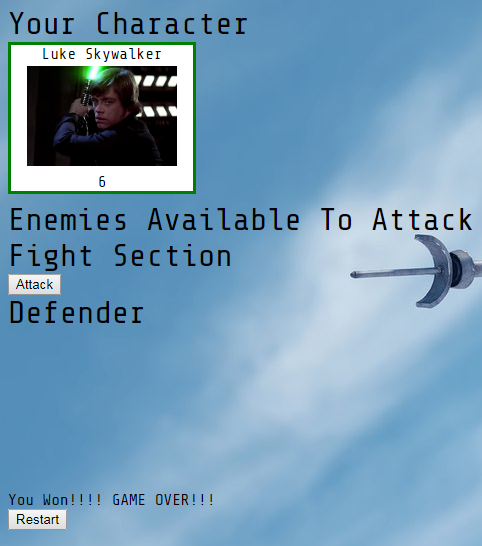 Your Character
Luke Skywalker
6
Enemies Available To Attack
Fight Section
Attack
Defender
You Won!!!! GAME OVER!!!
Restart